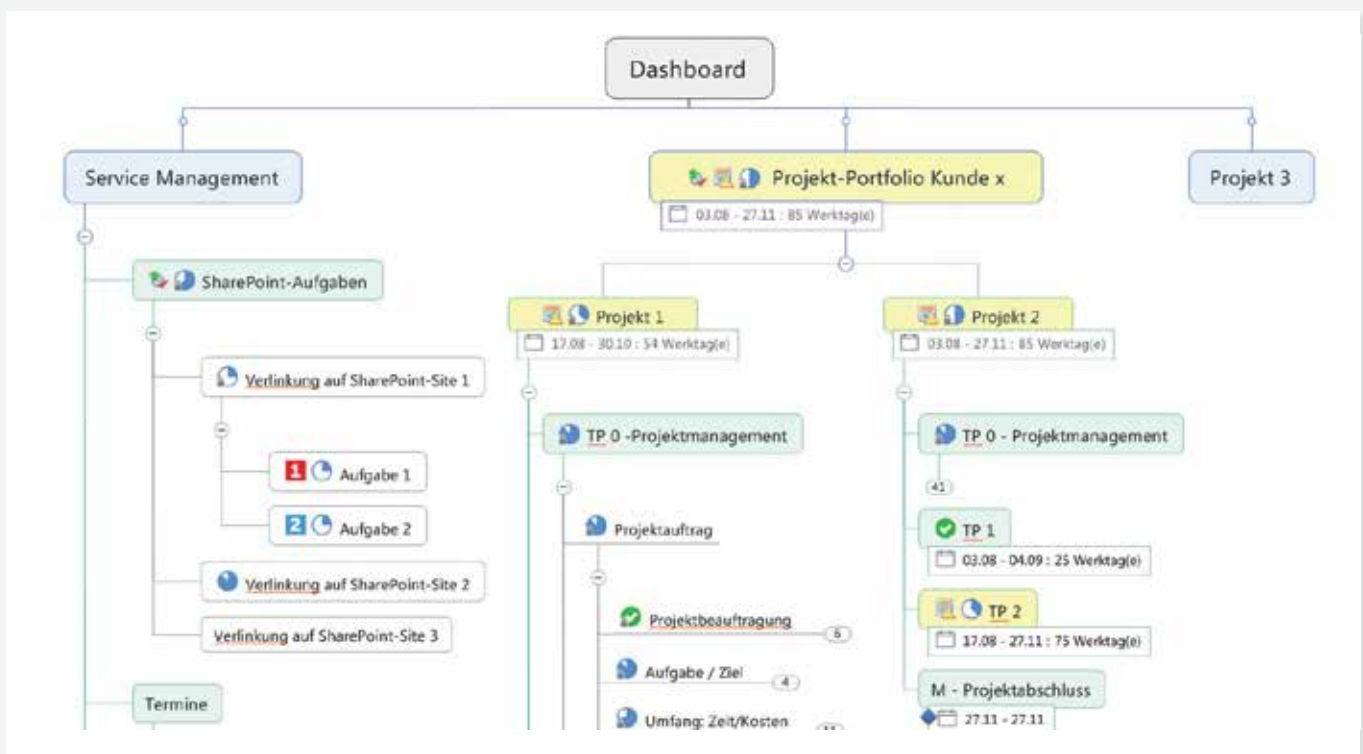 Dashboard
Service Management
Projekt-Portfolio Kunde x
Projekt 3
03.08 - 27.11 : 85 Werktag(e)
SharePoint-Aufgaben
Verlinkung auf SharePoint-Site 1
1 Aufgabe 1
2 Aufgabe 2
Verlinkung auf SharePoint-Site 2
Verlinkung auf SharePoint-Site 3
Termine
Projekt 1
17.08 - 30.10 : 54 Werktag(e)
TP 0 -Projektmanagement
Projektauftrag
Projektbeauftragung
6
Aufgabe / Ziel
4
Umfang: Zeit/Kosten
Projekt 2
03.08 - 27.11 : 85 Werktag(e)
TP 0 - Projektmanagement
41
TP 1
03.08 - 04.09 : 25 Werktag(e)
TP 2
17.08 - 27.11 : 75 Werktag(e)
M - Projektabschluss
27.11 - 27.11